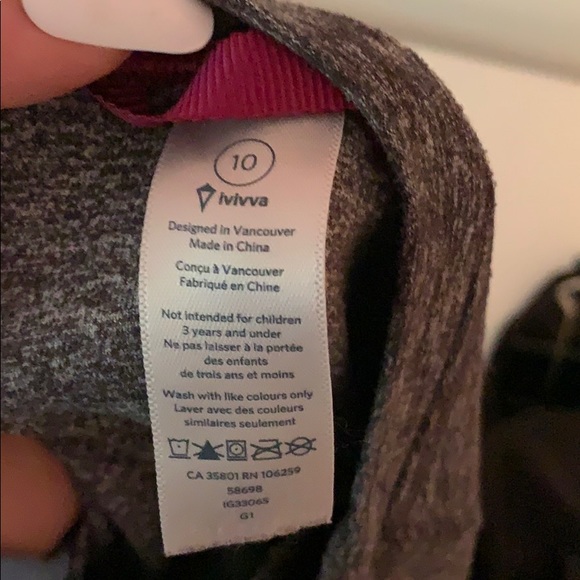 10
ivivva
Designed in Vancouver
Made in China
Conçu à Vancouver
Fabriqué en Chine
Not intended for children
3 years and under
Ne pas laisser à la portée
des enfants
de trois ans et moins
Wash with like colours only
Laver avec des couleurs
similaires seulement
CA 35801 RN 106259
58698
IG3306S
G1